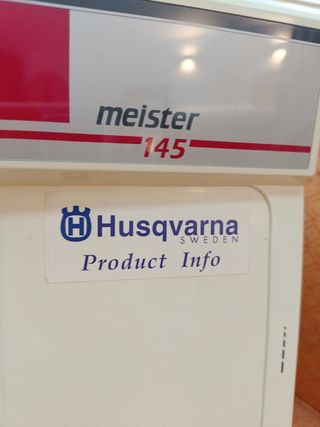 meister
145
H Husqvarna
SWEDEN
Product Info